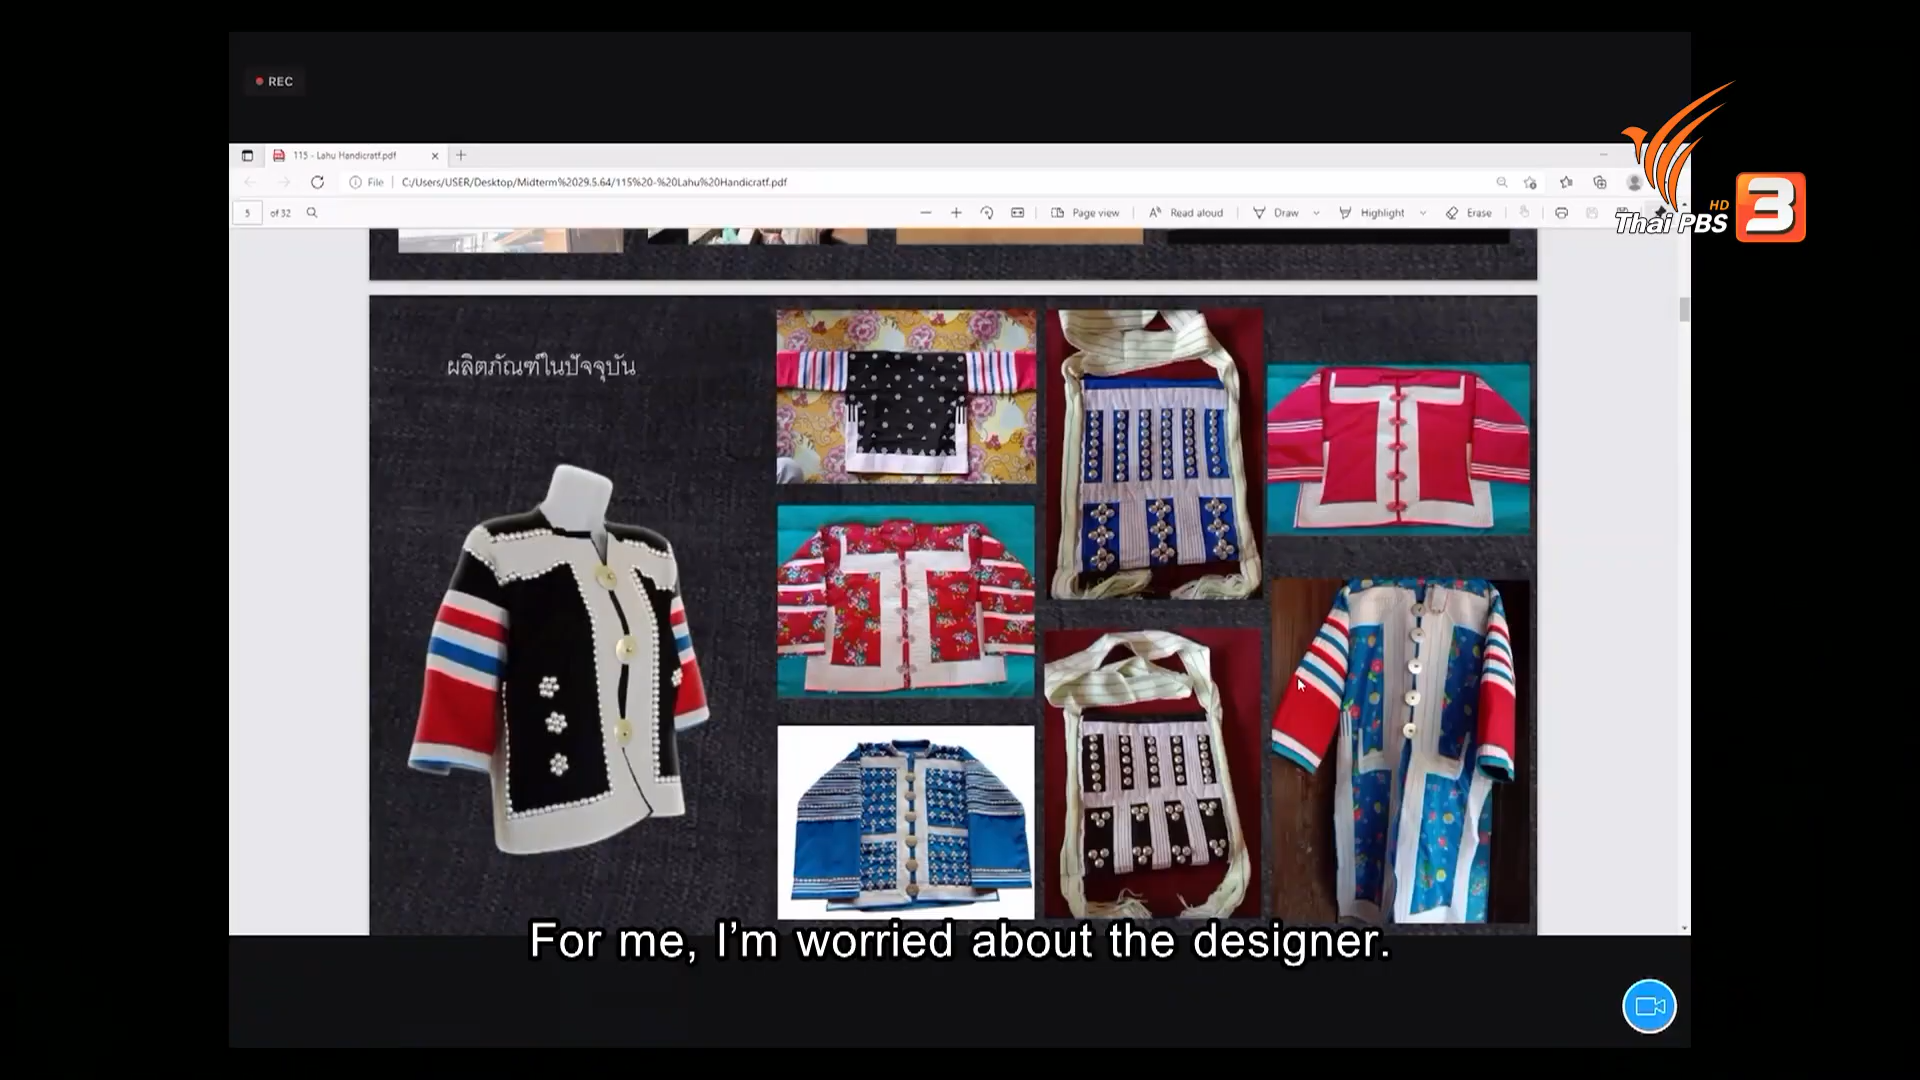 REC
115 - Lahu Handicratf.pdf
File C:/Users/USER/Desktop/Midterm%2029.5.64/115%20-%20Lahu%20Handicratf.pdf
5 of 32 Page view Read aloud Draw Highlight Erase
HD
Thai PBS 3
ผลิตภัณฑ์ในปัจจุบัน
For me, I'm worried about the designer.